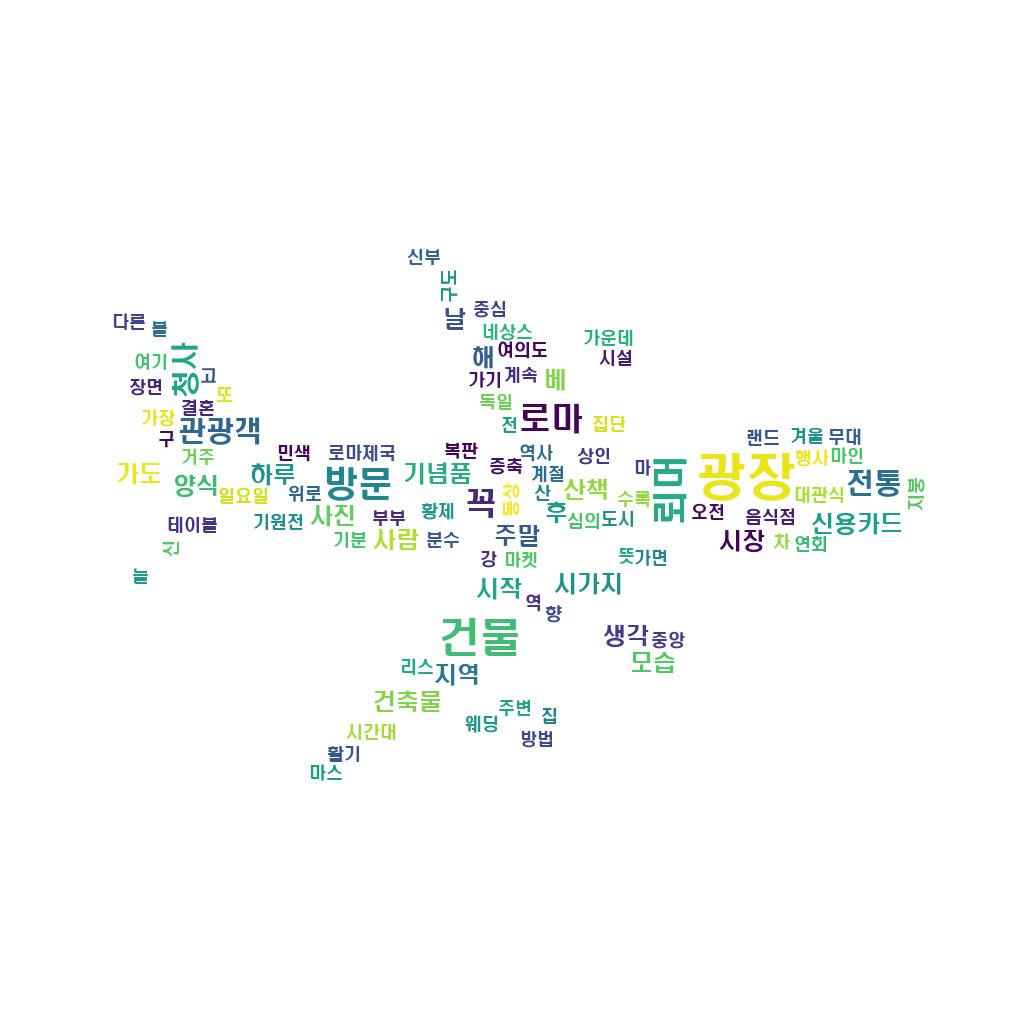 신부
구도
중심
날
다른
볼
네상스
가운데
청사
해
여의도
시설
여기
고
가기
계속
베
장면
또
독일
결혼
가장
관광객
전
로마
집단
구
랜드
겨울
무대
민색
로마제국
복판
역사
상인
거주
증축
마
뢰머
광장
행사
마인
가도
하루
방문
기념품
계절
전통
양식
일요일
위로
꼭
동상
산
산책
수록
대관식
지붕
사진
부부
황제
후
심의
도시
오전
음식점
신용카드
테이블
기원전
기분
사람
분수
주말
시장
차
연회
신
강
마켓
뜻
가면
늘
시작
시가지
역
향
건물
생각
중앙
리스
지역
모습
건축물
주변
집
시간대
웨딩
방법
활기
마스